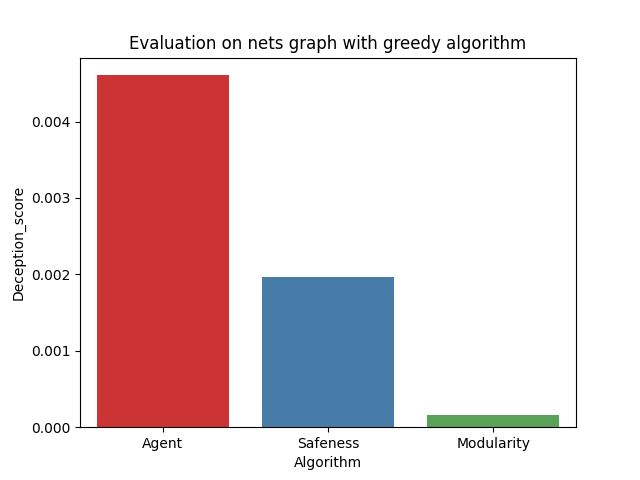 Evaluation on nets graph with greedy algorithm
Deception_score
0.004
0.003
0.002
0.001
0.000
Agent
Safeness
Modularity
Algorithm